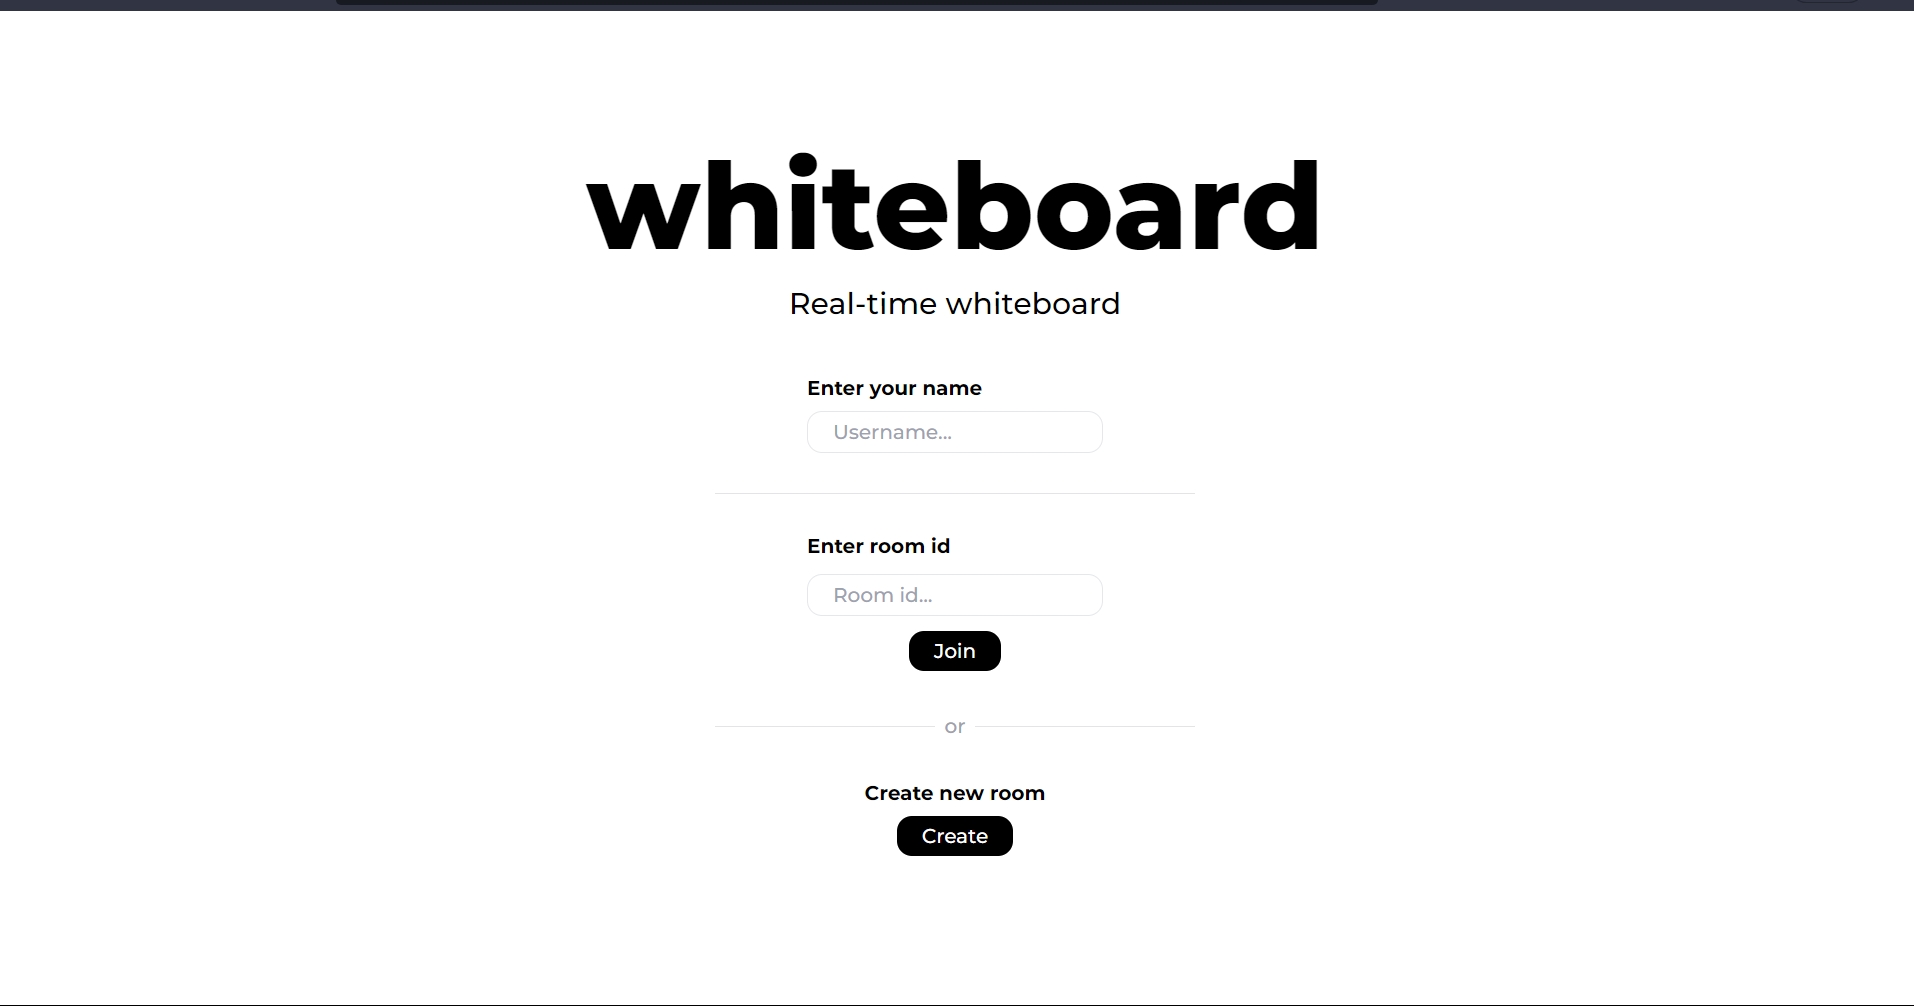 whiteboard
Real-time whiteboard
Enter your name
Username...
Enter room id
Room id...
Join
or
Create new room
Create